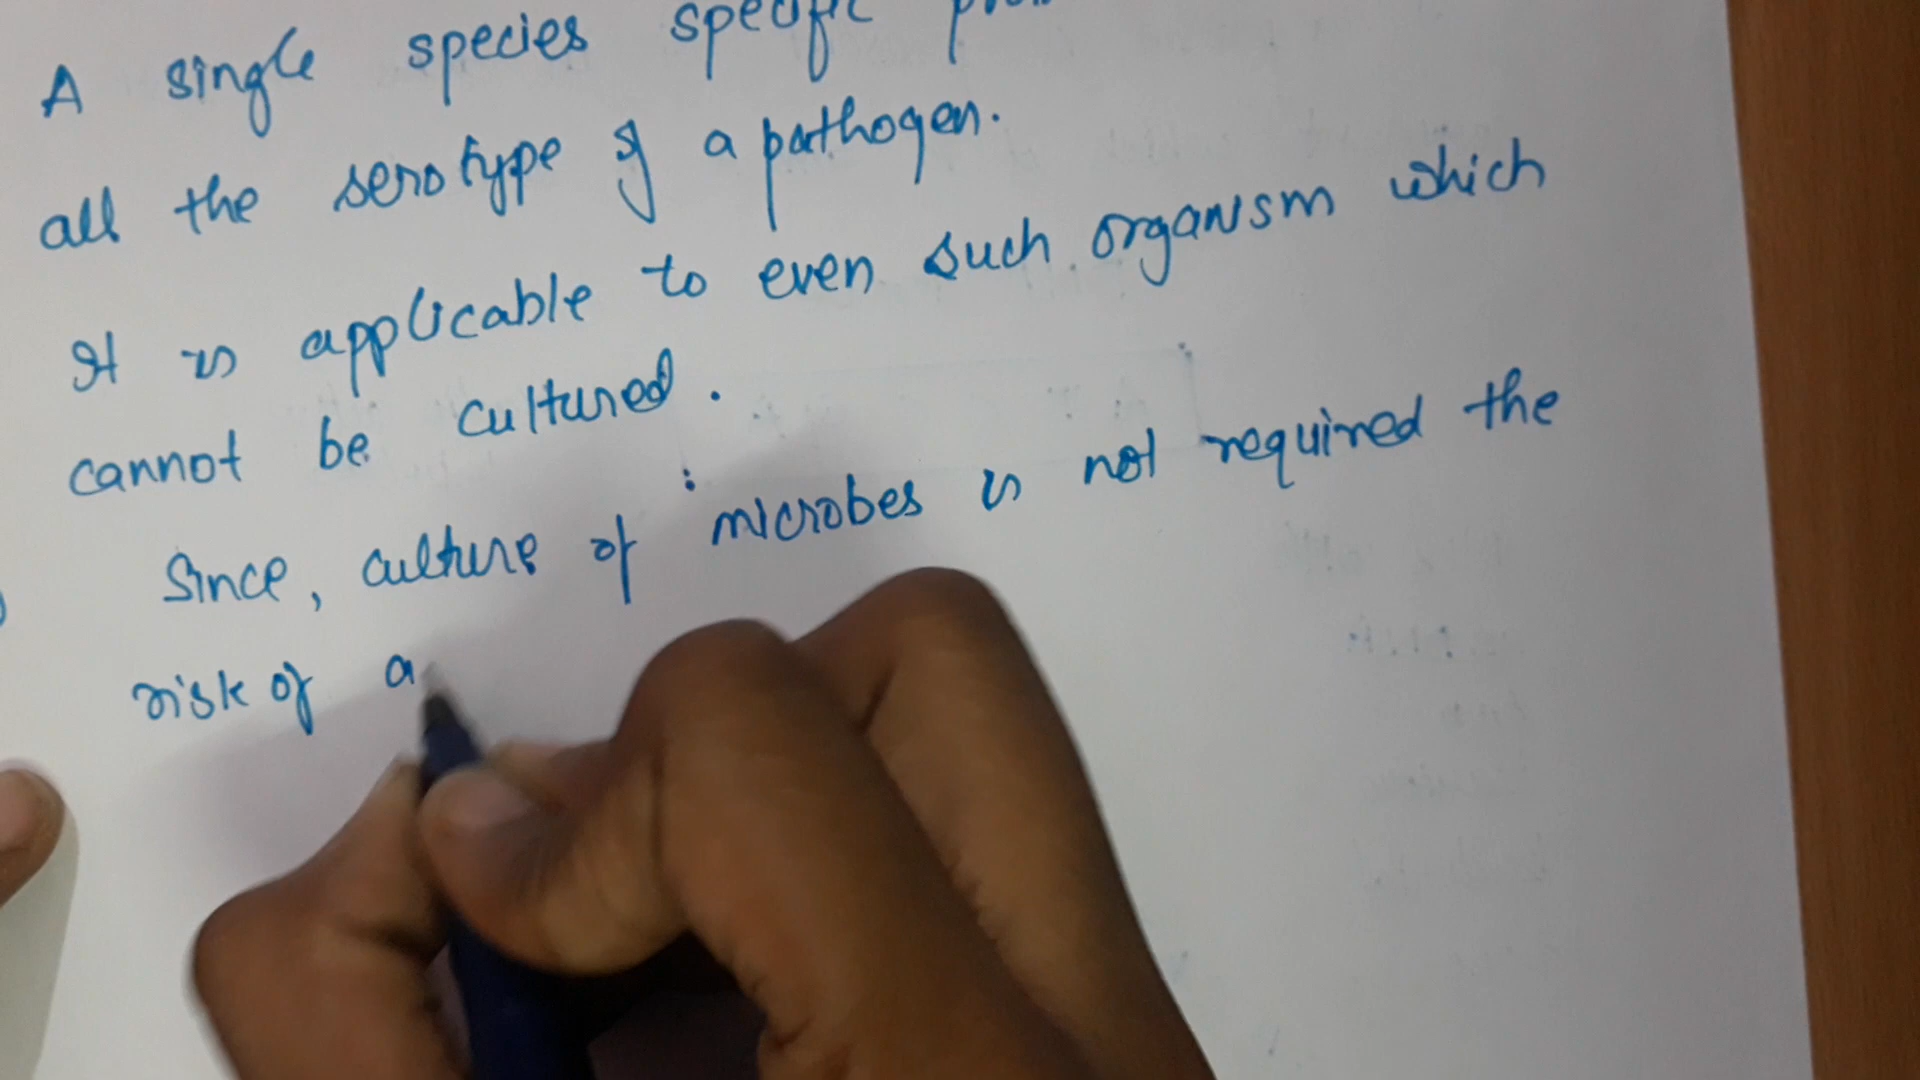 A single species specific
all the serotype of a pathogen.
It is applicable to even such organism which
cannot be cultured.
Since, culture of microbes is not required the
risk of a